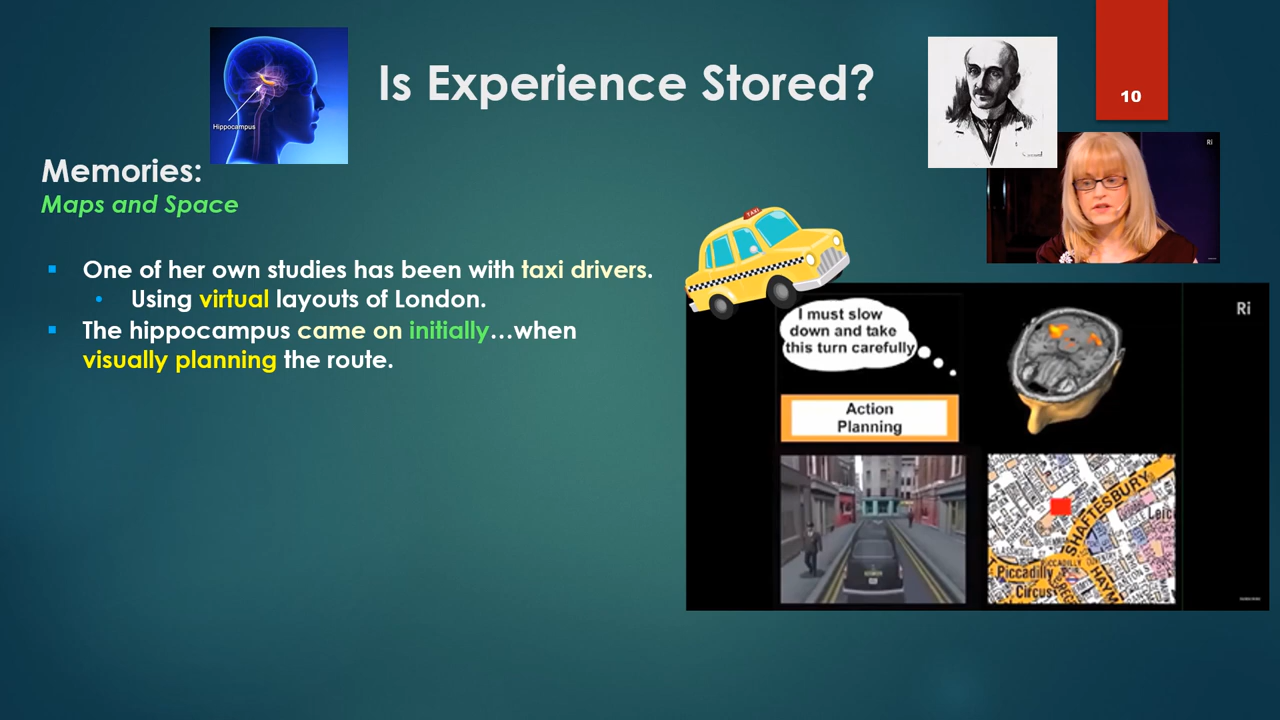 Is Experience Stored?
10
Hippocampus
Ri
Memories:
Maps and Space
TAXI
▪ One of her own studies has been with taxi drivers.
• Using virtual layouts of London.
▪ The hippocampus came on initially…when
visually planning the route.
I must slow
down and take
this turn carefully
Ri
Action
Planning
SHAFTESBURY
Leic
Piccadilly
Circus
HAYM